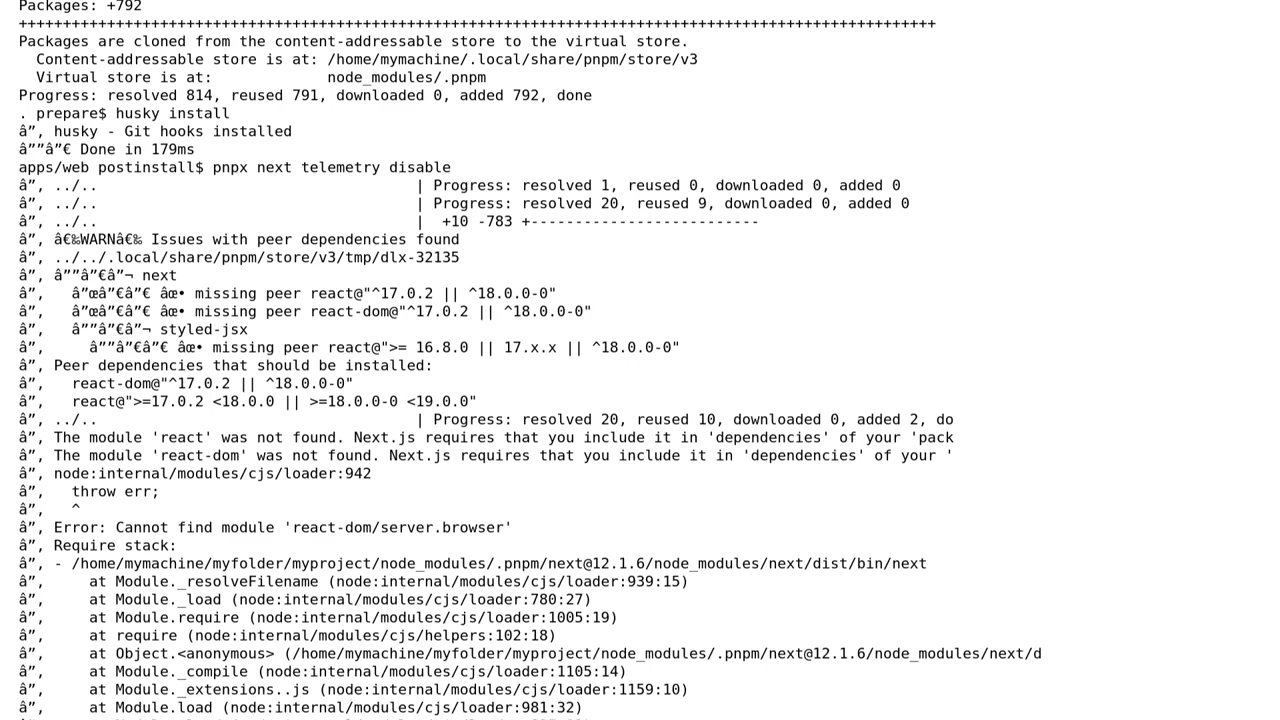 Packages: +792
++++++++++++++++++++++++++++++++++++++++++++++++++++++++++++++++++++++++++++++++++++++++++++++++++++++++
Packages are cloned from the content-addressable store to the virtual store.
  Content-addressable store is at: /home/mymachine/.local/share/pnpm/store/v3
  Virtual store is at:             node_modules/.pnpm
Progress: resolved 814, reused 791, downloaded 0, added 792, done
. prepare$ husky install
â”‚ husky - Git hooks installed
â””â”€ Done in 179ms
apps/web postinstall$ pnpx next telemetry disable
â”‚ ../..                                    | Progress: resolved 1, reused 0, downloaded 0, added 0
â”‚ ../..                                    | Progress: resolved 20, reused 9, downloaded 0, added 0
â”‚ ../..                                    |  +10 -783 +--------------------------
â”‚ â€‰WARNâ€‰ Issues with peer dependencies found
â”‚ ../../.local/share/pnpm/store/v3/tmp/dlx-32135
â”‚ â””â”€â”¬ next
â”‚   â”œâ”€â”€ âœ• missing peer react@"^17.0.2 || ^18.0.0-0"
â”‚   â”œâ”€â”€ âœ• missing peer react-dom@"^17.0.2 || ^18.0.0-0"
â”‚   â””â”€â”¬ styled-jsx
â”‚     â””â”€â”€ âœ• missing peer react@">= 16.8.0 || 17.x.x || ^18.0.0-0"
â”‚ Peer dependencies that should be installed:
â”‚   react-dom@"^17.0.2 || ^18.0.0-0"
â”‚   react@">=17.0.2 <18.0.0 || >=18.0.0-0 <19.0.0"
â”‚ ../..                                    | Progress: resolved 20, reused 10, downloaded 0, added 2, do
â”‚ The module 'react' was not found. Next.js requires that you include it in 'dependencies' of your 'pack
â”‚ The module 'react-dom' was not found. Next.js requires that you include it in 'dependencies' of your '
â”‚ node:internal/modules/cjs/loader:942
â”‚   throw err;
â”‚   ^
â”‚ Error: Cannot find module 'react-dom/server.browser'
â”‚ Require stack:
â”‚ - /home/mymachine/myfolder/myproject/node_modules/.pnpm/next@12.1.6/node_modules/next/dist/bin/next
â”‚     at Module._resolveFilename (node:internal/modules/cjs/loader:939:15)
â”‚     at Module._load (node:internal/modules/cjs/loader:780:27)
â”‚     at Module.require (node:internal/modules/cjs/loader:1005:19)
â”‚     at require (node:internal/modules/cjs/helpers:102:18)
â”‚     at Object.<anonymous> (/home/mymachine/myfolder/myproject/node_modules/.pnpm/next@12.1.6/node_modules/next/d
â”‚     at Module._compile (node:internal/modules/cjs/loader:1105:14)
â”‚     at Module._extensions..js (node:internal/modules/cjs/loader:1159:10)
â”‚     at Module.load (node:internal/modules/cjs/loader:981:32)